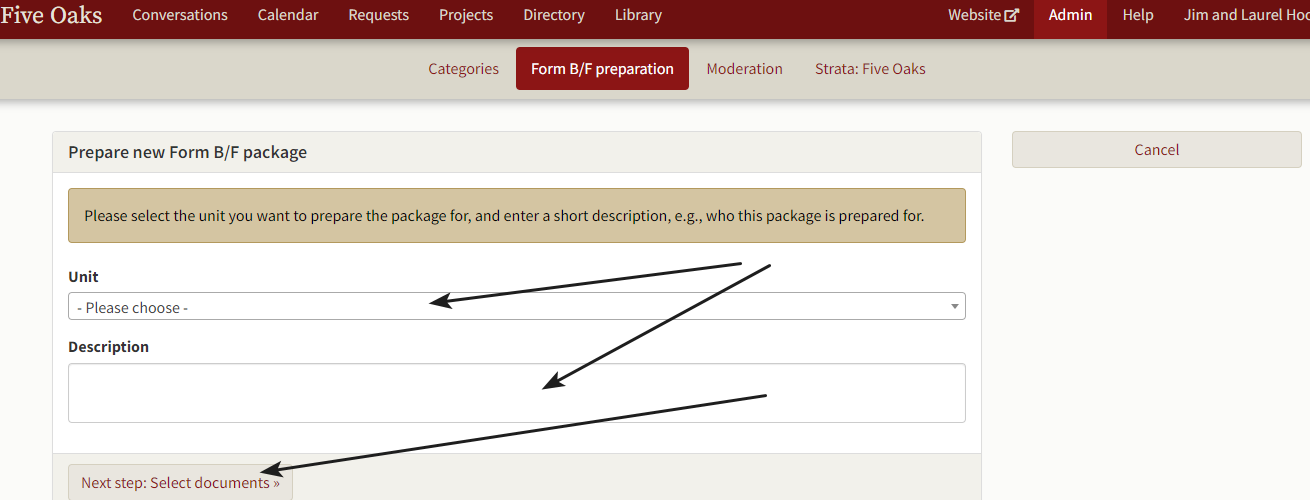 Five Oaks Conversations Calendar Requests Projects Directory Library Website Admin Help Jim and Laurel
Categories Form B/F preparation Moderation Strata: Five Oaks
Prepare new Form B/F package
Cancel
Please select the unit you want to prepare the package for, and enter a short description, e.g., who this package is prepared for.
Unit
- Please choose -
Description
Next step: Select documents »